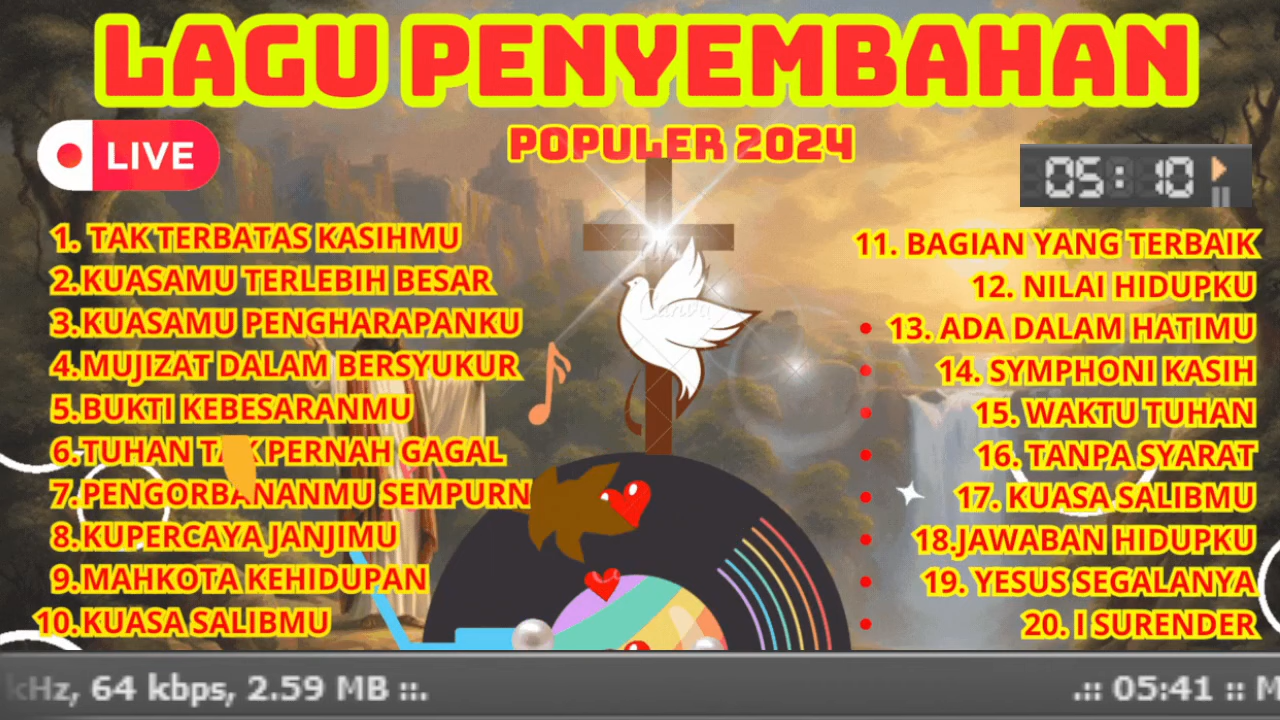 LAGU PENYEMBAHAN
POPULER 2024
LIVE
05:10
1. TAK TERBATAS KASIHMU
2.KUASAMU TERLEBIH BESAR
3.KUASAMU PENGHARAPANKU
4.MUJIZAT DALAM BERSYUKUR
5.BUKTI KEBESARANMU
6.TUHAN TAK PERNAH GAGAL
7.PENGORBANANMU SEMPURN
8.KUPERCAYA JANJIMU
9.MAHKOTA KEHIDUPAN
10.KUASA SALIBMU
11. BAGIAN YANG TERBAIK
12. NILAI HIDUPKU
• 13. ADA DALAM HATIMU
• 14. SYMPHONI KASIH
• 15. WAKTU TUHAN
• 16. TANPA SYARAT
• 17. KUASA SALIBMU
• 18.JAWABAN HIDUPKU
• 19. YESUS SEGALANYA
• 20. I SURENDER
Canva
kHz, 64 kbps, 2.59 MB ::. .:: 05:41 :: M